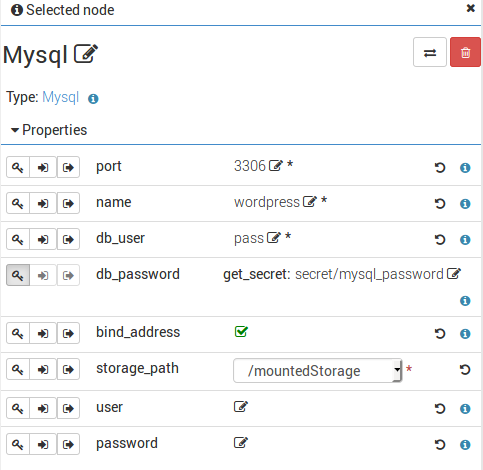 Selected node
Mysql
Type: Mysql
Properties
port 3306 *
name wordpress *
db_user pass *
db_password get_secret: secret/mysql_password
bind_address
storage_path /mountedStorage *
user
password